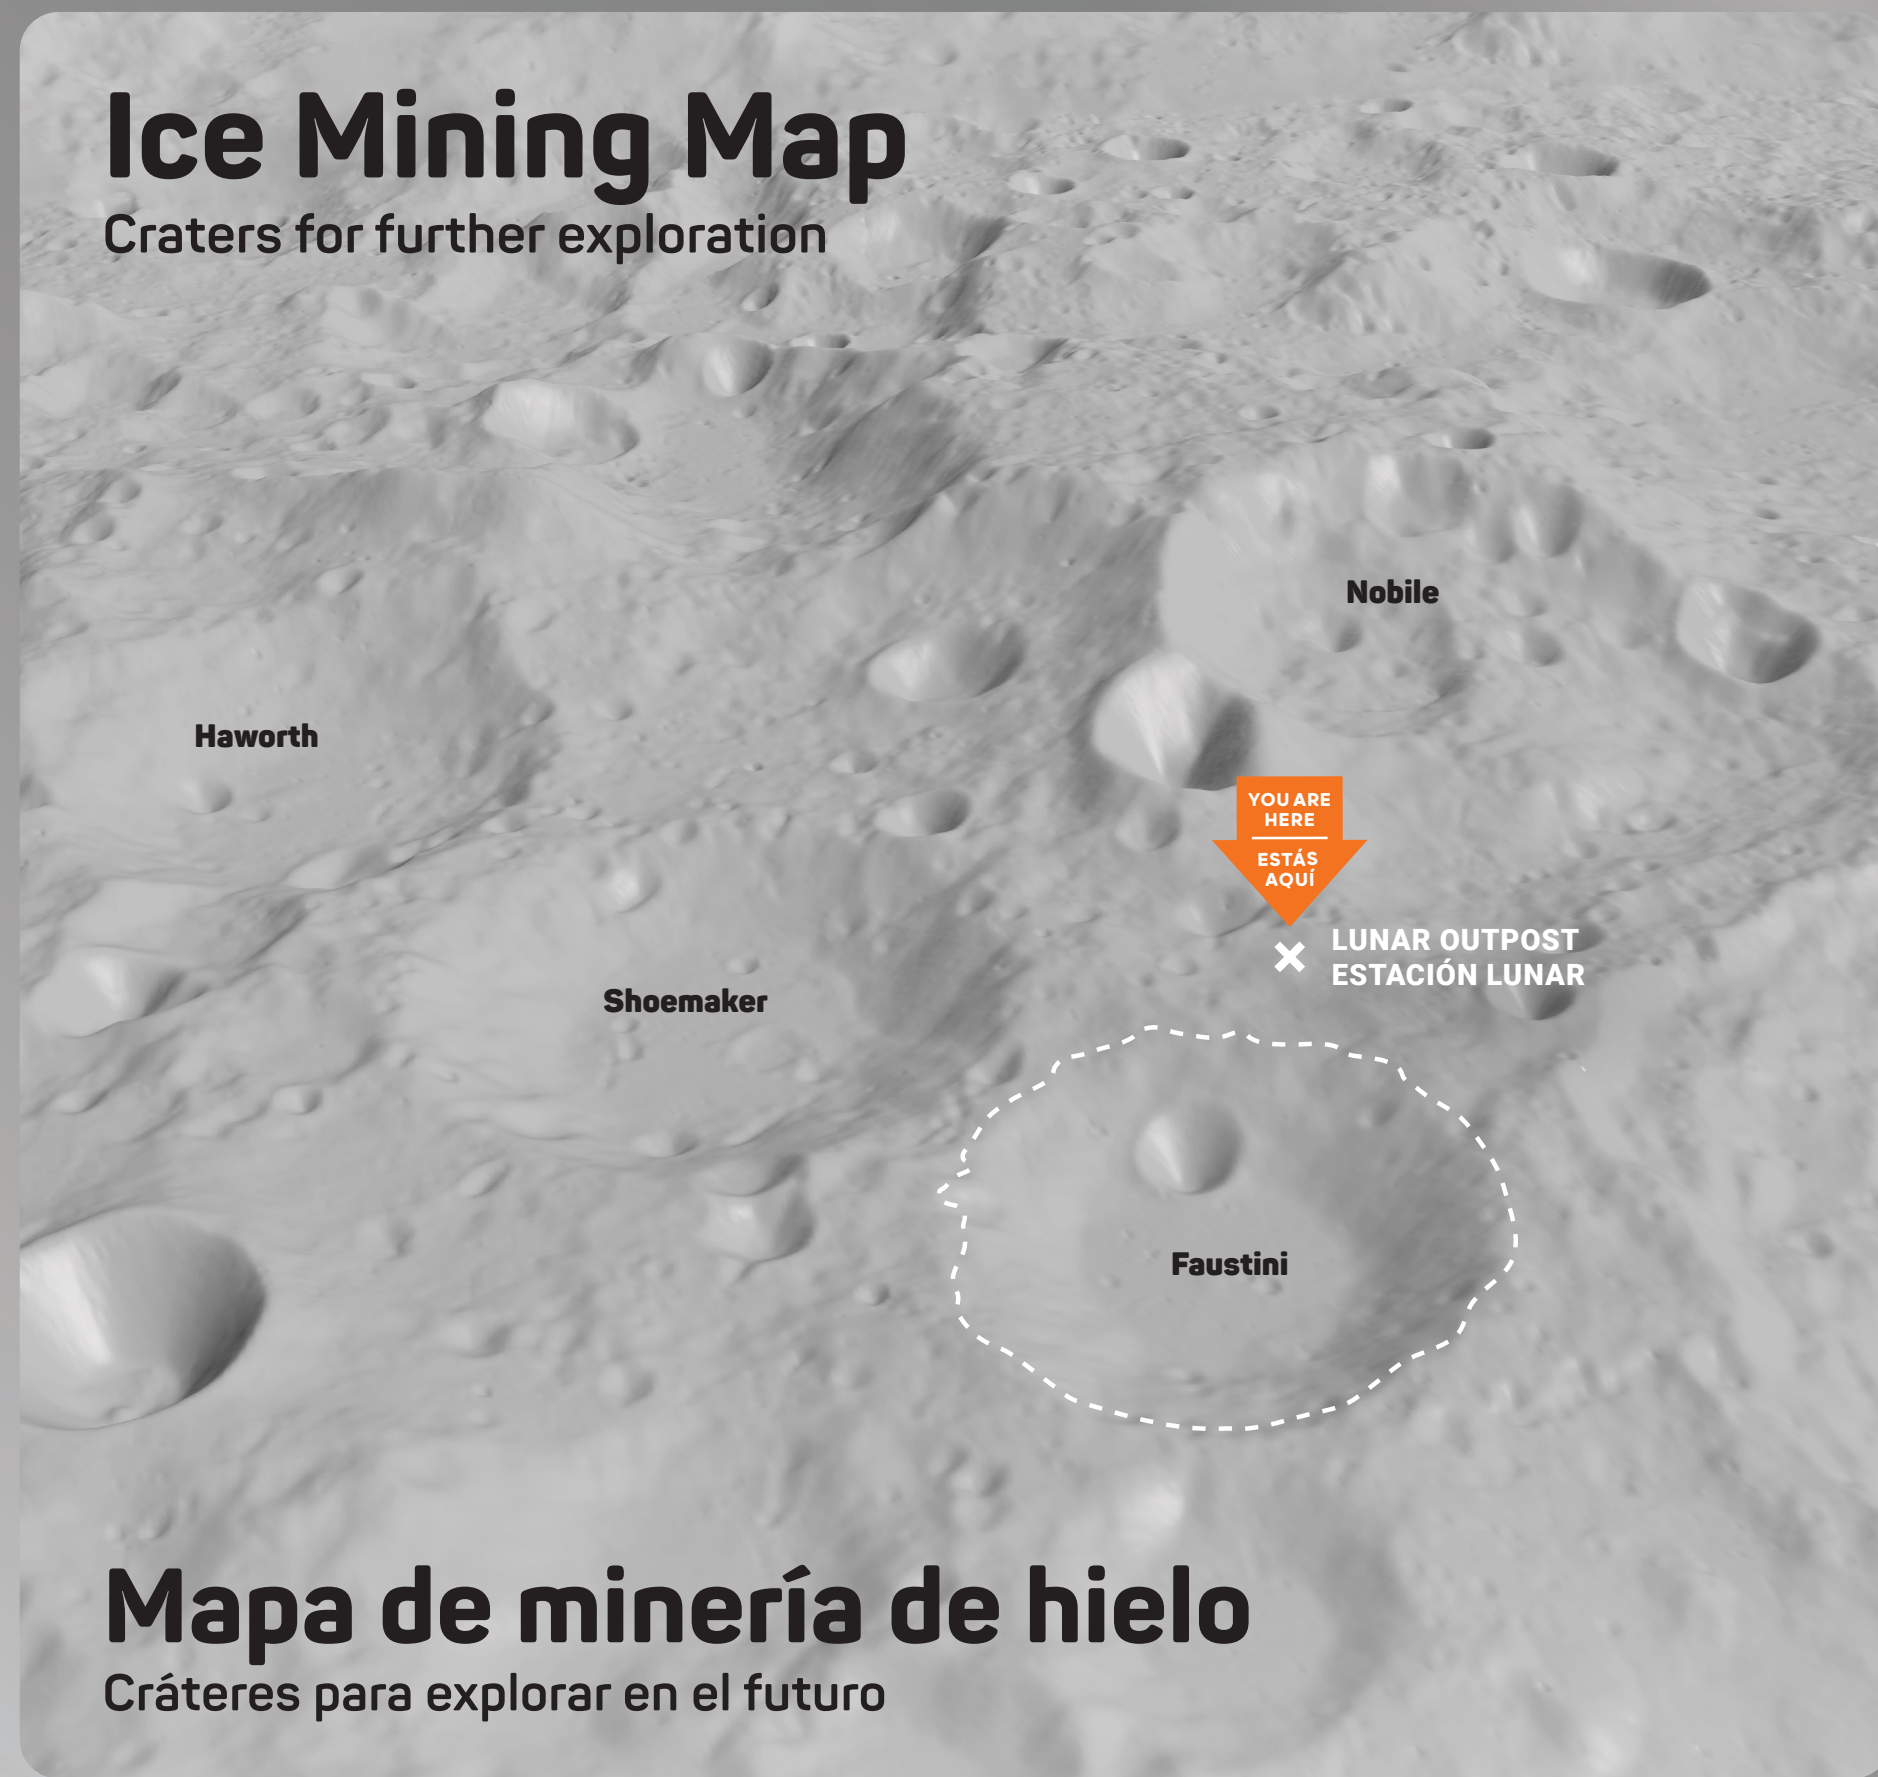 Ice Mining Map
Craters for further exploration
Nobile
Haworth
YOU ARE
HERE
ESTÁS
AQUÍ
LUNAR OUTPOST
ESTACIÓN LUNAR
Shoemaker
Faustini
Mapa de minería de hielo
Cráteres para explorar en el futuro